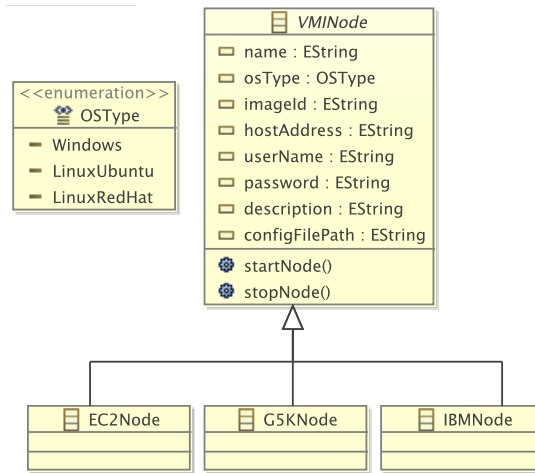 VMINode
name : EString
osType : OSType
imageId : EString
hostAddress : EString
userName : EString
password : EString
description : EString
configFilePath : EString
startNode()
stopNode()
<<enumeration>>
OSType
Windows
LinuxUbuntu
LinuxRedHat
EC2Node
G5KNode
IBMNode